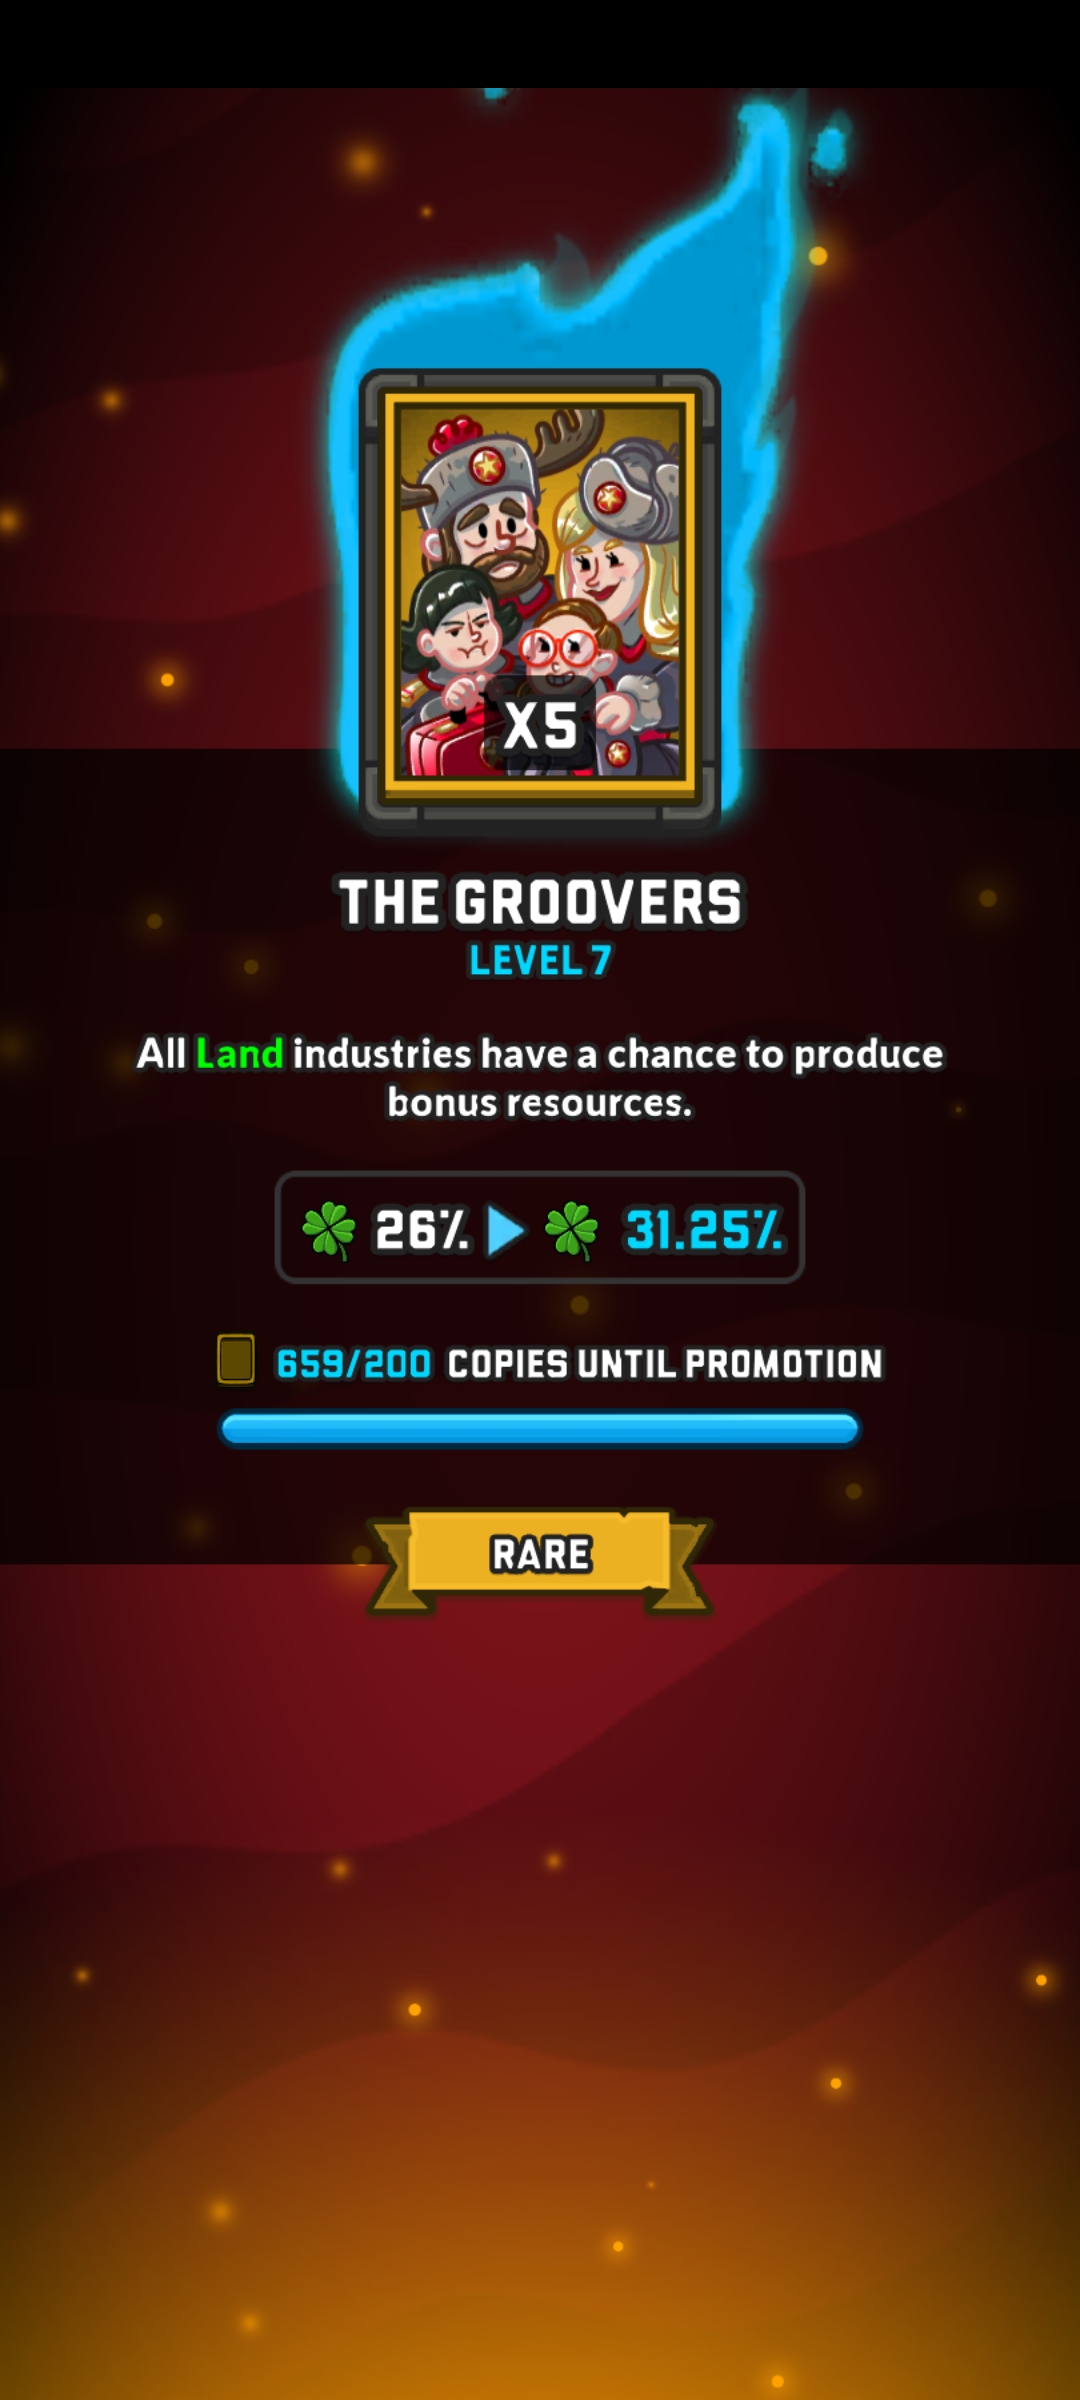 X5
THE GROOVERS
LEVEL 7
All Land industries have a chance to produce
bonus resources.
26% 31.25%
659/200 COPIES UNTIL PROMOTION
RARE